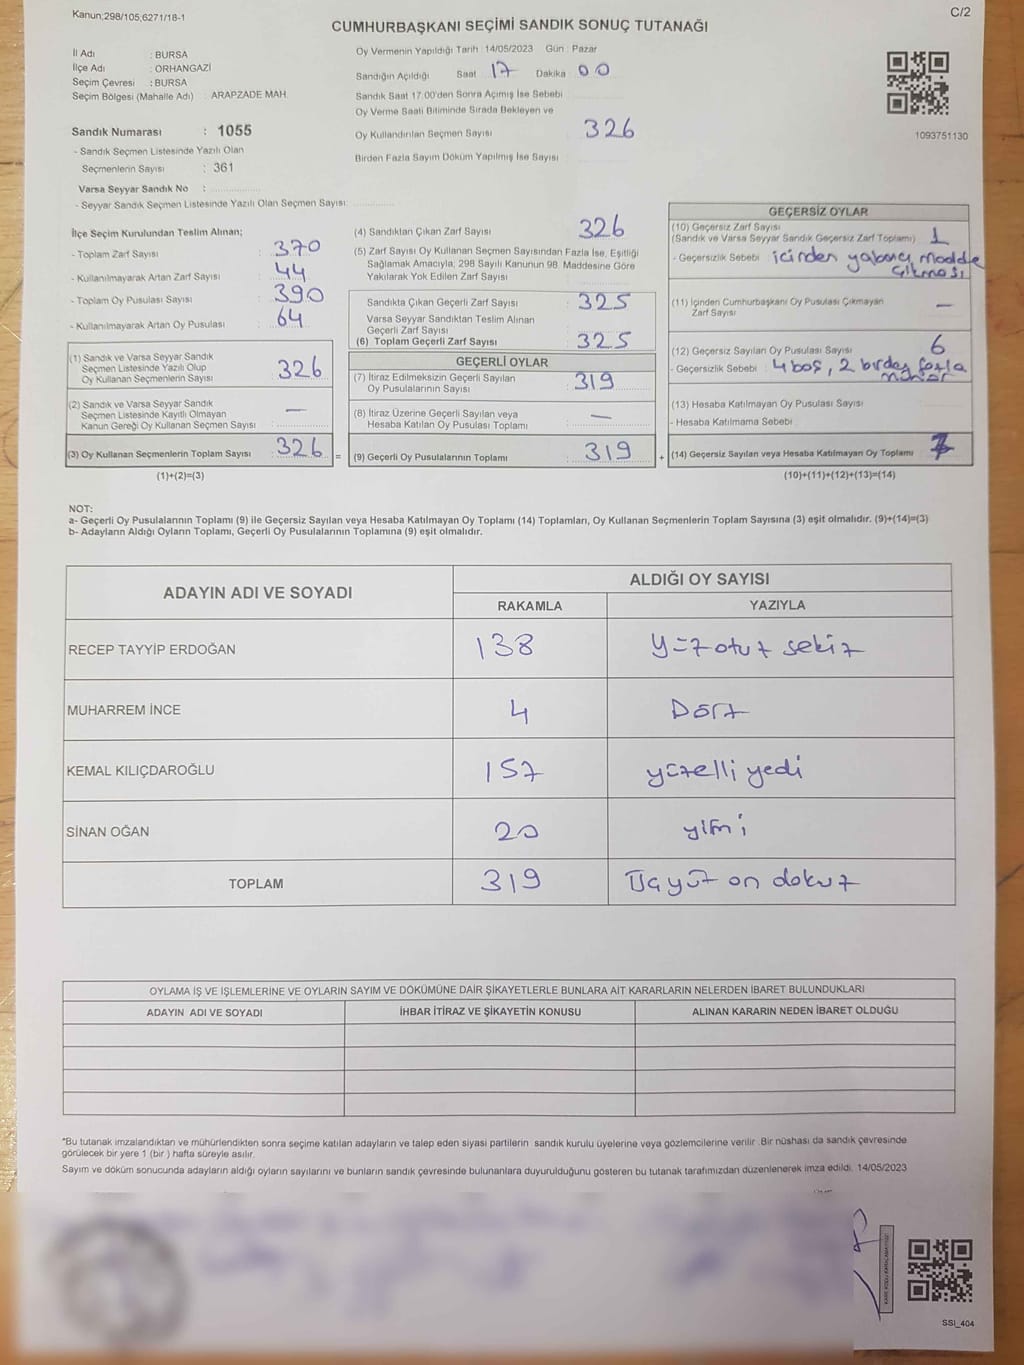 Kanun;298/105;6271/18-1
C/2
CUMHURBAŞKANI SEÇİMİ SANDIK SONUÇ TUTANAĞI
İl Adı : BURSA
İlçe Adı : ORHANGAZİ
Seçim Çevresi : BURSA
Seçim Bölgesi (Mahalle Adı) ARAPZADE MAH.
Oy Vermenin Yapıldığı Tarih :14/05/2023 Gün : Pazar
Sandığın Açıldığı Saat 17 Dakika 00
Sandık Saat 17:00'den Sonra Açımış İse Sebebi
Oy Verme Saati Bitiminde Sırada Bekleyen ve
Oy Kullandırılan Seçmen Sayısı 326
Birden Fazla Sayım Döküm Yapılmış İse Sayısı
1093751130
Sandık Numarası : 1055
- Sandık Seçmen Listesinde Yazılı Olan
Seçmenlerin Sayısı : 361
Varsa Seyyar Sandık No :
- Seyyar Sandık Seçmen Listesinde Yazılı Olan Seçmen Sayısı:
İlçe Seçim Kurulundan Teslim Alınan;
- Toplam Zarf Sayısı : 370
- Kullanılmayarak Artan Zarf Sayısı : 44
- Toplam Oy Pusulası Sayısı : 390
- Kullanılmayarak Artan Oy Pusulası : 64
(1) Sandık ve Varsa Seyyar Sandık
Seçmen Listesinde Yazılı Olup
Oy Kullanan Seçmenlerin Sayısı : 326
(2) Sandık ve Varsa Seyyar Sandık
Seçmen Listesinde Kayıtlı Olmayan
Kanun Gereği Oy Kullanan Seçmen Sayısı : —
(3) Oy Kullanan Seçmenlerin Toplam Sayısı : 326 =
(1)+(2)=(3)
(4) Sandıktan Çıkan Zarf Sayısı : 326
(5) Zarf Sayısı Oy Kullanan Seçmen Sayısından Fazla İse, Eşitliği
Sağlamak Amacıyla, 298 Sayılı Kanunun 98. Maddesine Göre
Yakılarak Yok Edilen Zarf Sayısı
Sandıkta Çıkan Geçerli Zarf Sayısı : 325
Varsa Seyyar Sandıktan Teslim Alınan
Geçerli Zarf Sayısı
(6) Toplam Geçerli Zarf Sayısı : 325
GEÇERLİ OYLAR
(7) İtiraz Edilmeksizin Geçerli Sayılan
Oy Pusulalarının Sayısı : 319
(8) İtiraz Üzerine Geçerli Sayılan veya
Hesaba Katılan Oy Pusulası Toplamı : —
(9) Geçerli Oy Pusulalarının Toplamı : 319 +
GEÇERSİZ OYLAR
(10) Geçersiz Zarf Sayısı
(Sandık ve Varsa Seyyar Sandık Geçersiz Zarf Toplamı) : 1
- Geçersizlik Sebebi : içinden yabancı madde
çıkması
(11) İçinden Cumhurbaşkanı Oy Pusulası Çıkmayan
Zarf Sayısı —
(12) Geçersiz Sayılan Oy Pusulası Sayısı : 6
- Geçersizlik Sebebi : 4 boş, 2 birden fazla
mühür
(13) Hesaba Katılmayan Oy Pusulası Sayısı
- Hesaba Katılmama Sebebi
(14) Geçersiz Sayılan veya Hesaba Katılmayan Oy Toplamı : 7
(10)+(11)+(12)+(13)=(14)
NOT:
a- Geçerli Oy Pusulalarının Toplamı (9) ile Geçersiz Sayılan veya Hesaba Katılmayan Oy Toplamı (14) Toplamları, Oy Kullanan Seçmenlerin Toplam Sayısına (3) eşit olmalıdır. (9)+(14)=(3)
b- Adayların Aldığı Oyların Toplamı, Geçerli Oy Pusulalarının Toplamına (9) eşit olmalıdır.
ADAYIN ADI VE SOYADI
ALDIĞI OY SAYISI
RAKAMLA YAZIYLA
RECEP TAYYİP ERDOĞAN 138 Yüz otuz sekiz
MUHARREM İNCE 4 Dört
KEMAL KILIÇDAROĞLU 157 yüzelli yedi
SİNAN OĞAN 20 yirmi
TOPLAM 319 Üçyüz on dokuz
OYLAMA İŞ VE İŞLEMLERİNE VE OYLARIN SAYIM VE DÖKÜMÜNE DAİR ŞİKAYETLERLE BUNLARA AİT KARARLARIN NELERDEN İBARET BULUNDUKLARI
ADAYIN ADI VE SOYADI İHBAR İTİRAZ VE ŞİKAYETİN KONUSU ALINAN KARARIN NEDEN İBARET OLDUĞU
*Bu tutanak imzalandıktan ve mühürlendikten sonra seçime katılan adayların ve talep eden siyasi partilerin sandık kurulu üyelerine veya gözlemcilerine verilir .Bir nüshası da sandık çevresinde
görülecek bir yere 1 (bir ) hafta süreyle asılır.
Sayım ve döküm sonucunda adayların aldığı oyların sayılarını ve bunların sandık çevresinde bulunanlara duyurulduğunu gösteren bu tutanak tarafımızdan düzenlenerek imza edildi. 14/05/2023
SSI_404